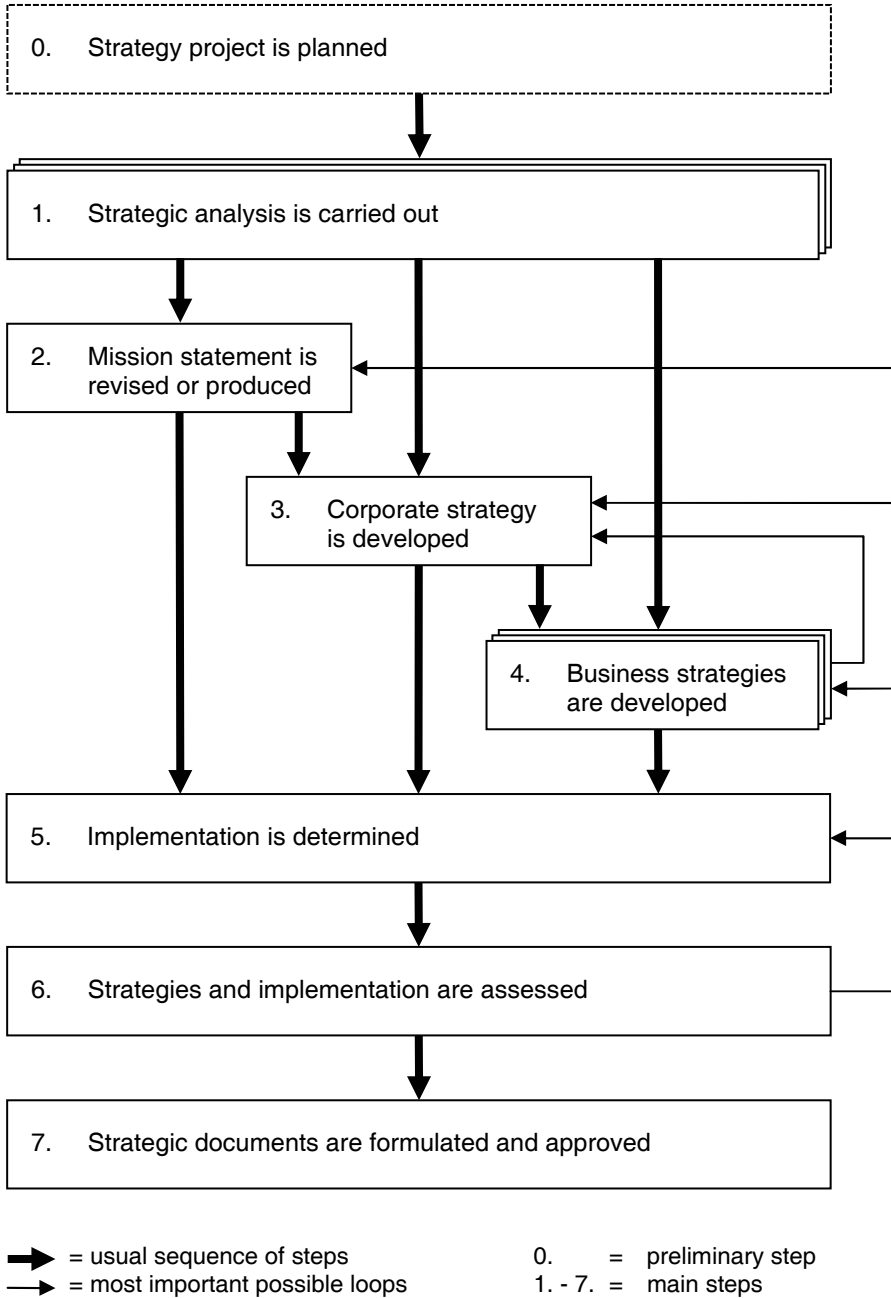 0. Strategy project is planned
1. Strategic analysis is carried out
2. Mission statement is
revised or produced
3. Corporate strategy
is developed
4. Business strategies
are developed
5. Implementation is determined
6. Strategies and implementation are assessed
7. Strategic documents are formulated and approved
= usual sequence of steps
0. = preliminary step
= most important possible loops
1. - 7. = main steps